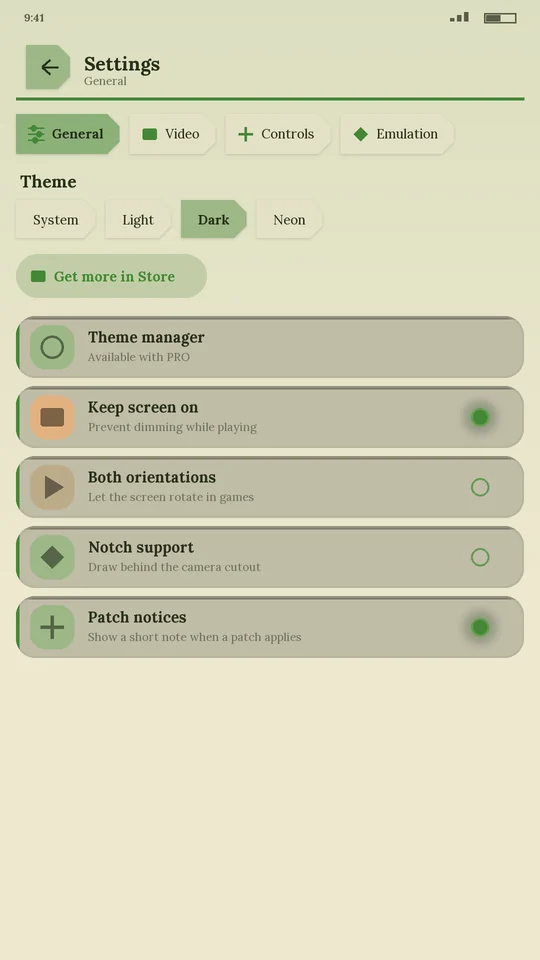 9:41
Settings
General
General
Video
Controls
Emulation
Theme
System
Light
Dark
Neon
Get more in Store
Theme manager
Available with PRO
Keep screen on
Prevent dimming while playing
Both orientations
Let the screen rotate in games
Notch support
Draw behind the camera cutout
Patch notices
Show a short note when a patch applies